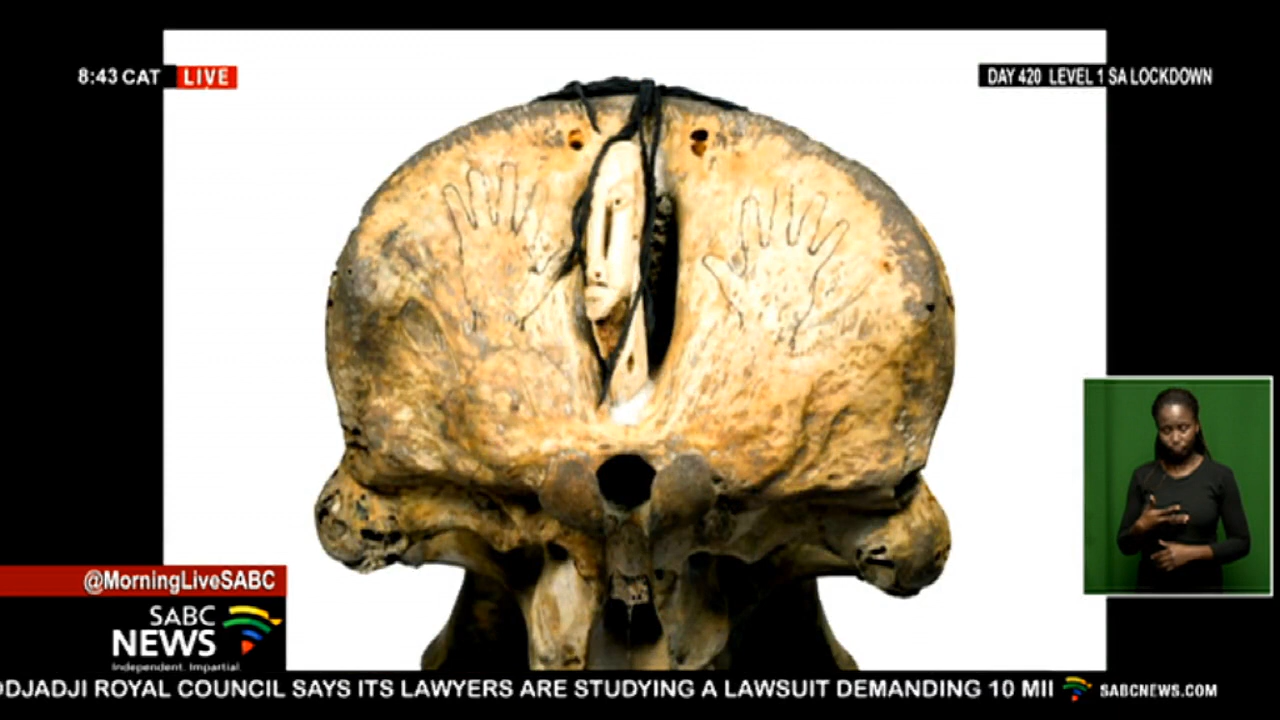 8:43 CAT LIVE
DAY 420 LEVEL 1 SA LOCKDOWN
@MorningLiveSABC
SABC
NEWS
Independent. Impartial.
DJADJI ROYAL COUNCIL SAYS ITS LAWYERS ARE STUDYING A LAWSUIT DEMANDING 10 MIL
SABCNEWS.COM